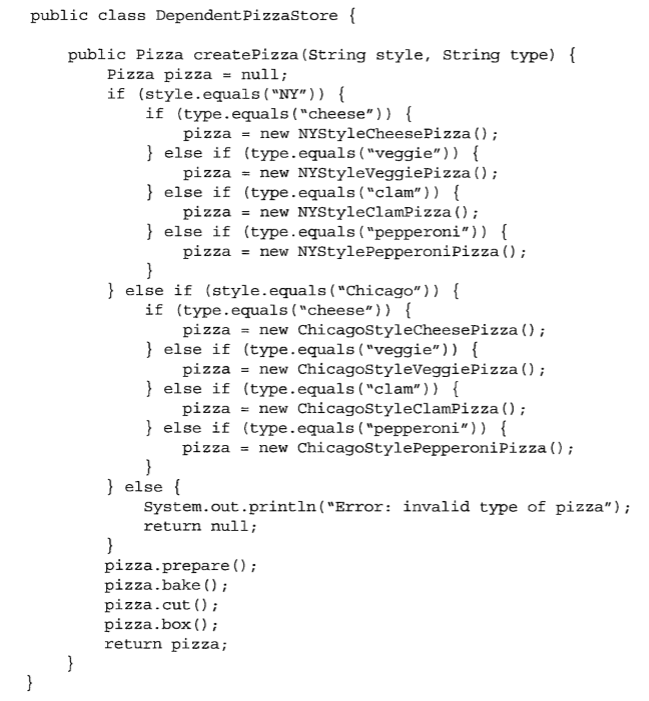 public class DependentPizzaStore {
public Pizza createPizza(String style, String type) {
Pizza pizza = null;
if (style.equals(“NY”)) {
if (type.equals(“cheese”)) {
pizza = new NYStyleCheesePizza();
} else if (type.equals(“veggie”)) {
pizza = new NYStyleVeggiePizza();
} else if (type.equals(“clam”)) {
pizza = new NYStyleClamPizza();
} else if (type.equals(“pepperoni”)) {
pizza = new NYStylePepperoniPizza();
}
} else if (style.equals(“Chicago”)) {
if (type.equals(“cheese”)) {
pizza = new ChicagoStyleCheesePizza();
} else if (type.equals(“veggie”)) {
pizza = new ChicagoStyleVeggiePizza();
} else if (type.equals(“clam”)) {
pizza = new ChicagoStyleClamPizza();
} else if (type.equals(“pepperoni”)) {
pizza = new ChicagoStylePepperoniPizza();
}
} else {
System.out.println(“Error: invalid type of pizza”);
return null;
}
pizza.prepare();
pizza.bake();
pizza.cut();
pizza.box();
return pizza;
}
}